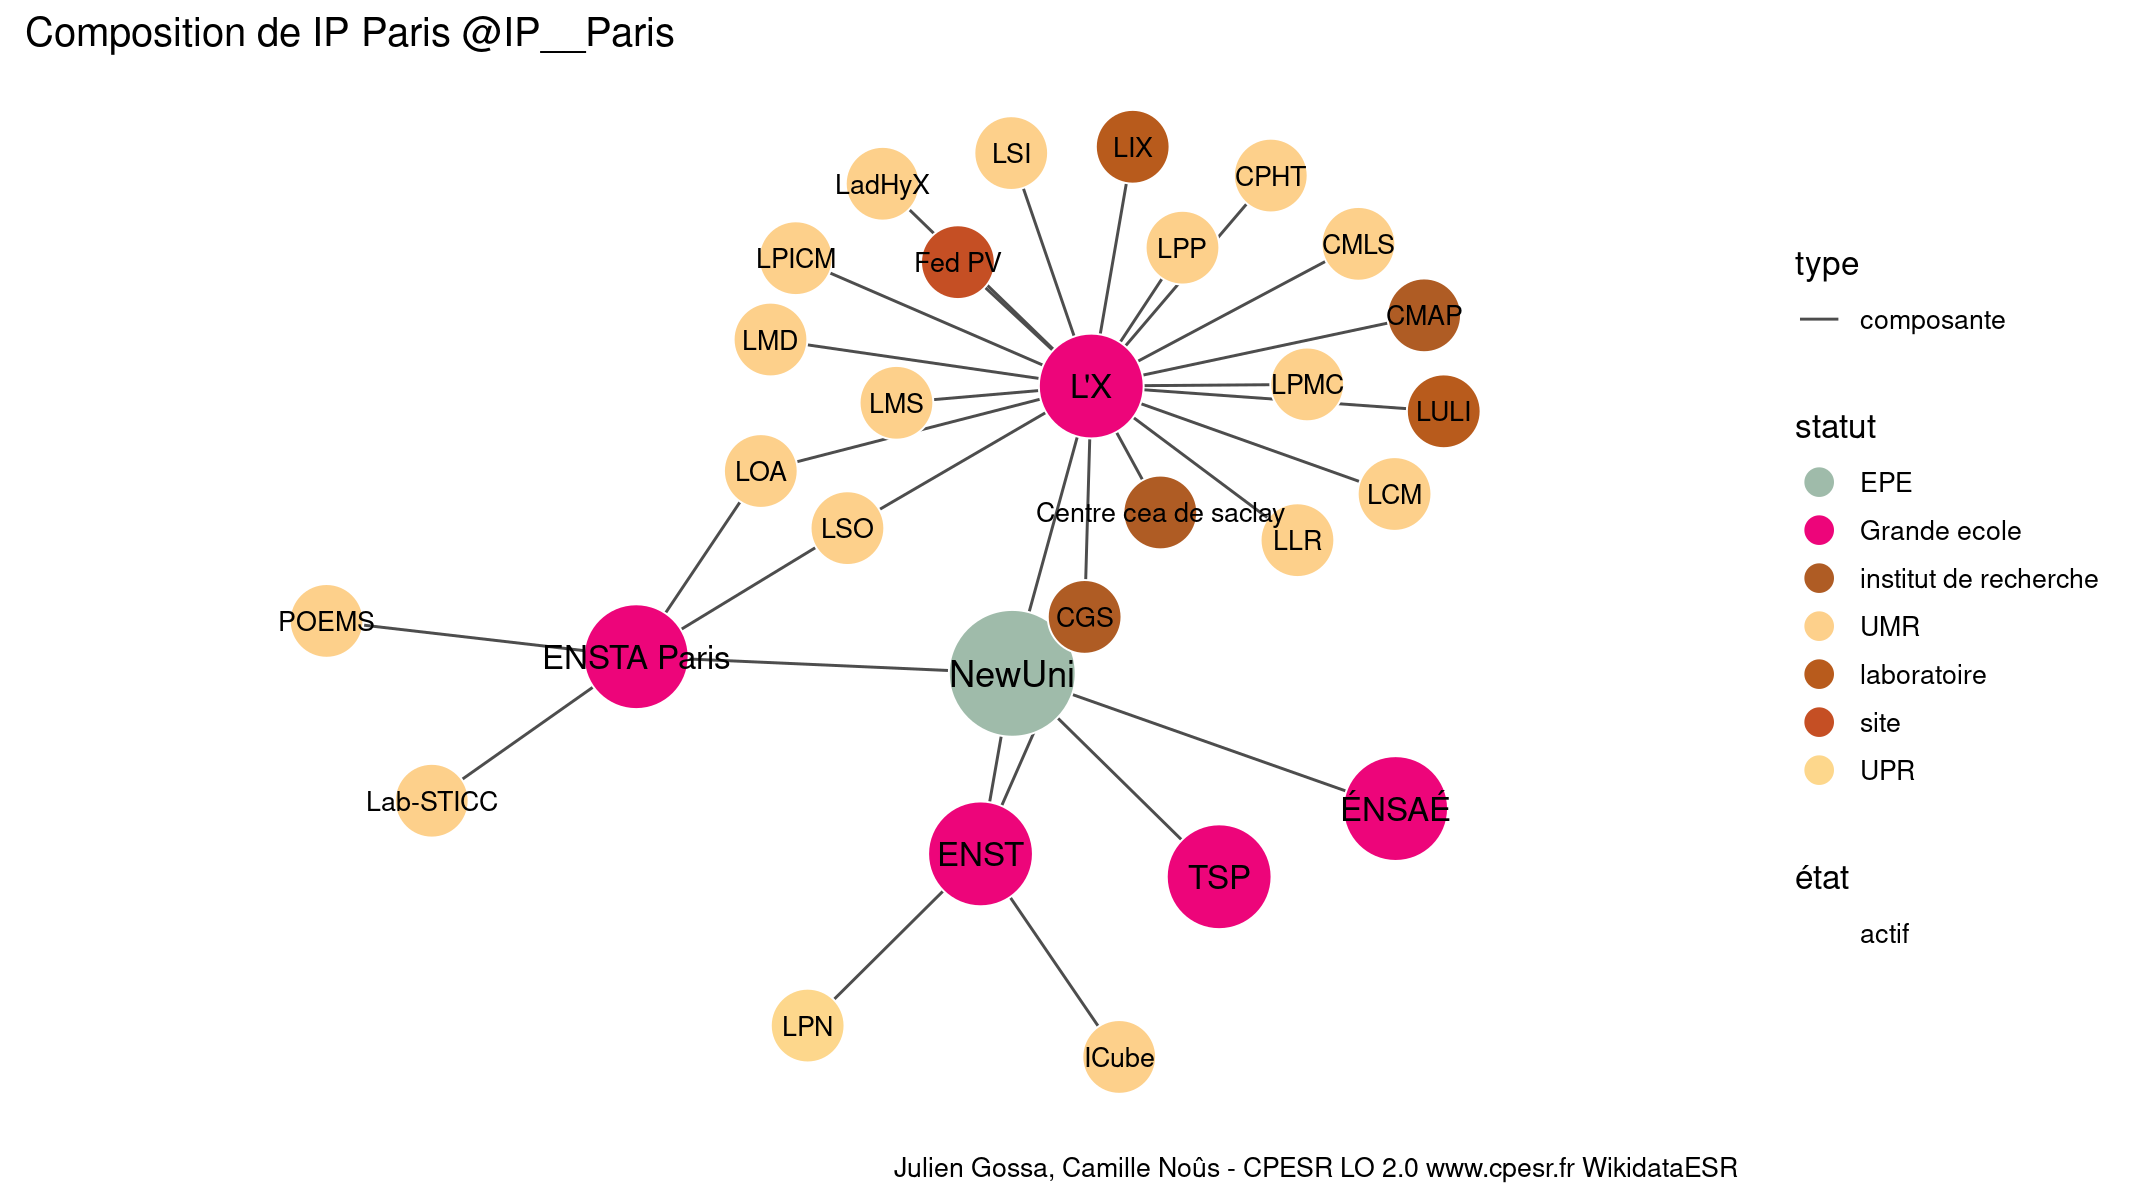 Composition de IP Paris @IP__Paris
LSI
LIX
CPHT
LadHyX
LPP
CMLS
LPICM
Fed PV
CMAP
LMD
L'X
LPMC
LMS
LULI
LOA
LCM
LSO
Centre cea de saclay
LLR
POEMS
CGS
ENSTA Paris
NewUni
Lab-STICC
ÉNSAÉ
ENST
TSP
LPN
ICube
type
composante
statut
EPE
Grande ecole
institut de recherche
UMR
laboratoire
site
UPR
état
actif
Julien Gossa, Camille Noûs - CPESR LO 2.0 www.cpesr.fr WikidataESR